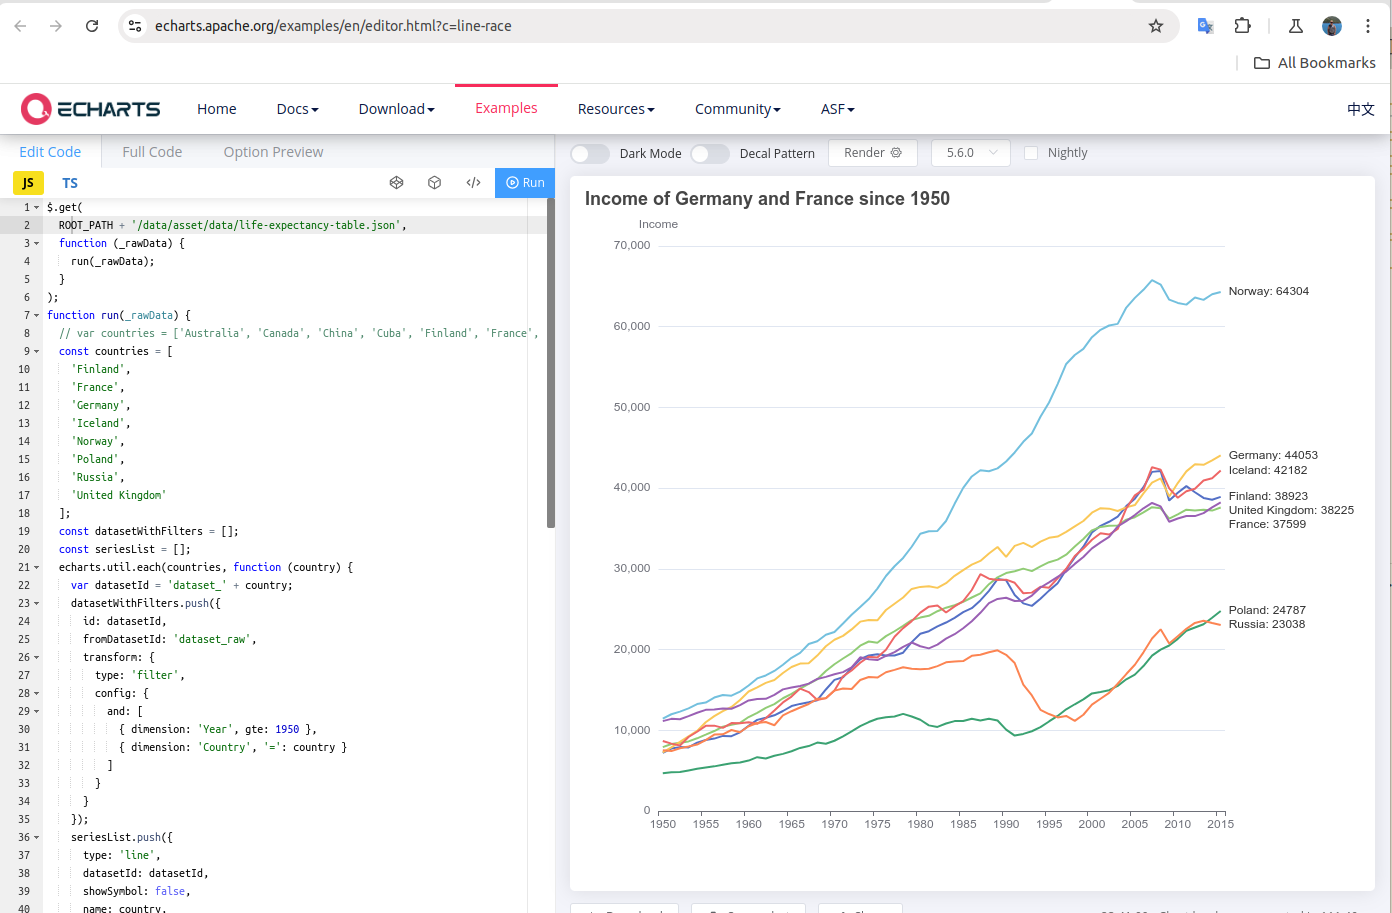 echarts.apache.org/examples/en/editor.html?c=line-race
All Bookmarks
ECHARTS
Home
Docs
Download
Examples
Resources
Community
ASF
中文
Edit Code
Full Code
Option Preview
JS
TS
</>
Run
1 $.get(
2 ROOT_PATH + '/data/asset/data/life-expectancy-table.json',
3 function (_rawData) {
4 run(_rawData);
5 }
6 );
7 function run(_rawData) {
8 // var countries = ['Australia', 'Canada', 'China', 'Cuba', 'Finland', 'France',
9 const countries = [
10 'Finland',
11 'France',
12 'Germany',
13 'Iceland',
14 'Norway',
15 'Poland',
16 'Russia',
17 'United Kingdom'
18 ];
19 const datasetWithFilters = [];
20 const seriesList = [];
21 echarts.util.each(countries, function (country) {
22 var datasetId = 'dataset_' + country;
23 datasetWithFilters.push({
24 id: datasetId,
25 fromDatasetId: 'dataset_raw',
26 transform: {
27 type: 'filter',
28 config: {
29 and: [
30 { dimension: 'Year', gte: 1950 },
31 { dimension: 'Country', '=': country }
32 ]
33 }
34 }
35 });
36 seriesList.push({
37 type: 'line',
38 datasetId: datasetId,
39 showSymbol: false,
40 name: country,
Dark Mode
Decal Pattern
Render
5.6.0
Nightly
Income of Germany and France since 1950
Income
70,000
60,000
50,000
40,000
30,000
20,000
10,000
0
1950 1955 1960 1965 1970 1975 1980 1985 1990 1995 2000 2005 2010 2015
Norway: 64304
Germany: 44053
Iceland: 42182
Finland: 38923
United Kingdom: 38225
France: 37599
Poland: 24787
Russia: 23038